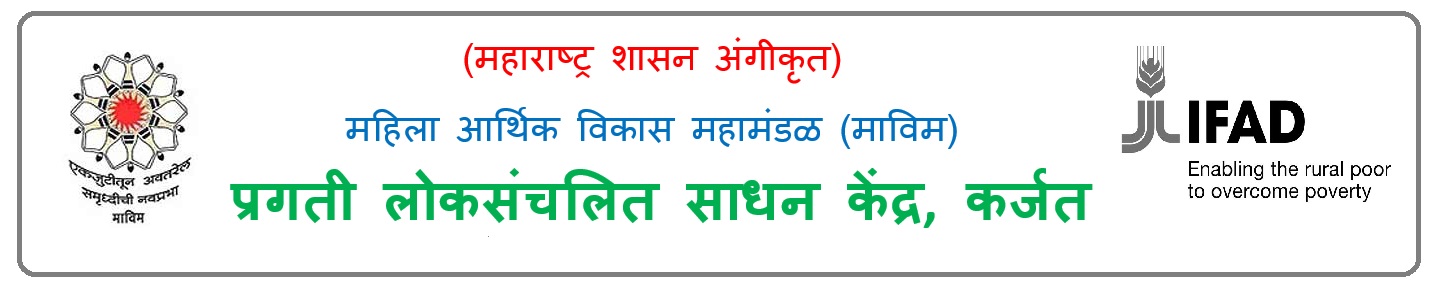 (महाराष्ट्र शासन अंगीकृत)
महिला आर्थिक विकास महामंडळ (माविम)
प्रगती लोकसंचलित साधन केंद्र, कर्जत
एकजुटीतून अवतरेल
समृध्दीची नवप्रभा
माविम
IFAD
Enabling the rural poor
to overcome poverty